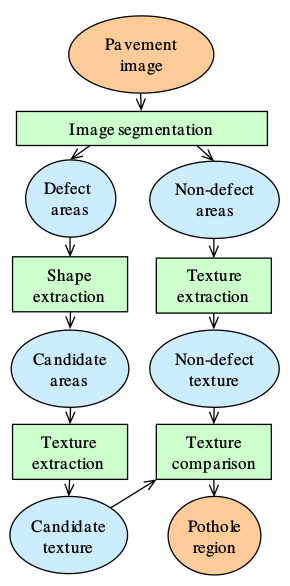 Pavement
image
Image segmentation
Defect
areas
Non-defect
areas
Shape
extraction
Texture
extraction
Candidate
areas
Non-defect
texture
Texture
extraction
Texture
comparison
Candidate
texture
Pothole
region